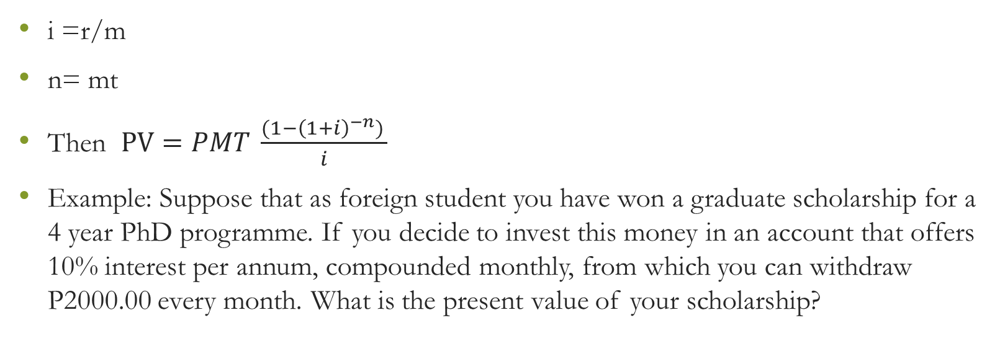 • i =r/m
• n= mt
• Then PV = PMT \frac{(1−(1+i)^{−n})}{i}
• Example: Suppose that as foreign student you have won a graduate scholarship for a
4 year PhD programme. If you decide to invest this money in an account that offers
10% interest per annum, compounded monthly, from which you can withdraw
P2000.00 every month. What is the present value of your scholarship?